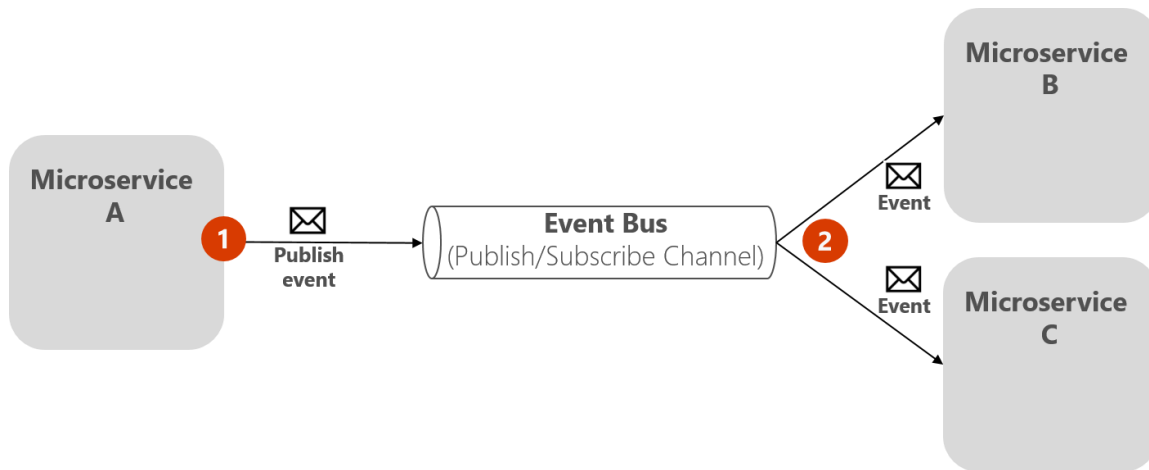 Microservice
A
1
Publish
event
Event Bus
(Publish/Subscribe Channel)
2
Event
Event
Microservice
B
Microservice
C